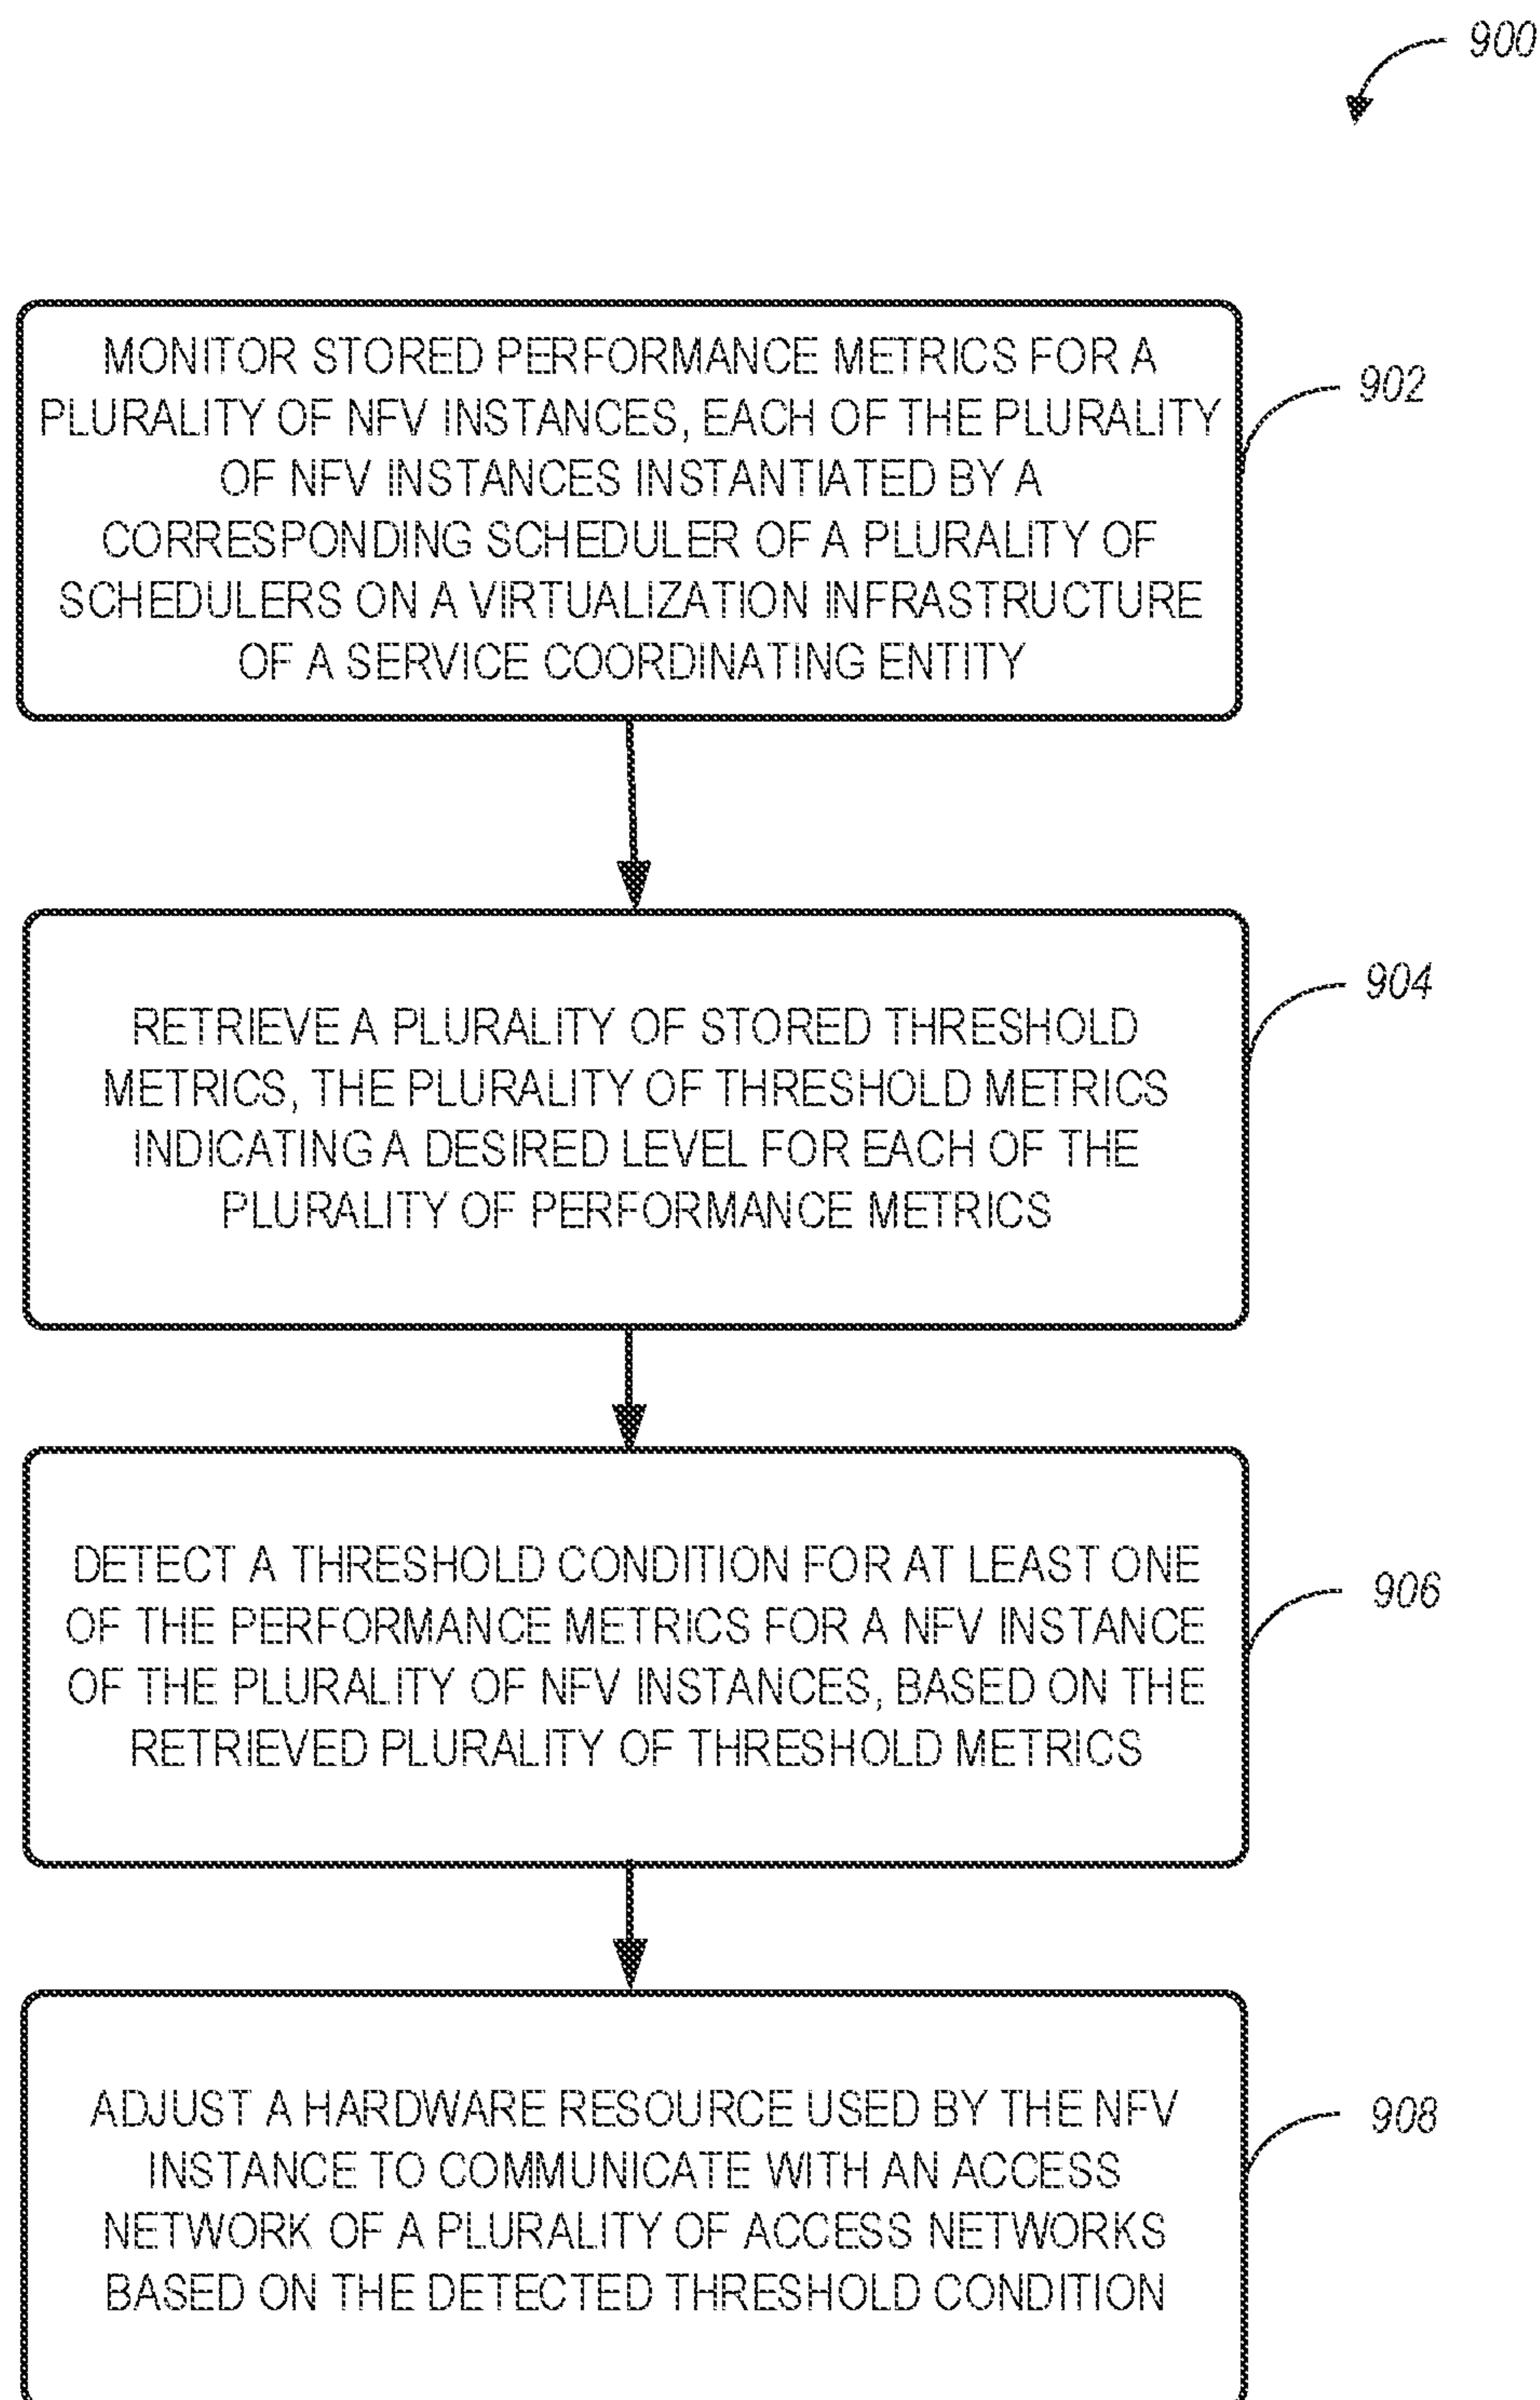 900
MONITOR STORED PERFORMANCE METRICS FOR A
PLURALITY OF NFV INSTANCES, EACH OF THE PLURALITY
OF NFV INSTANCES INSTANTIATED BY A
CORRESPONDING SCHEDULER OF A PLURALITY OF
SCHEDULERS ON A VIRTUALIZATION INFRASTRUCTURE
OF A SERVICE COORDINATING ENTITY
902
RETRIEVE A PLURALITY OF STORED THRESHOLD
METRICS, THE PLURALITY OF THRESHOLD METRICS
INDICATING A DESIRED LEVEL FOR EACH OF THE
PLURALITY OF PERFORMANCE METRICS
904
DETECT A THRESHOLD CONDITION FOR AT LEAST ONE
OF THE PERFORMANCE METRICS FOR A NFV INSTANCE
OF THE PLURALITY OF NFV INSTANCES, BASED ON THE
RETRIEVED PLURALITY OF THRESHOLD METRICS
906
ADJUST A HARDWARE RESOURCE USED BY THE NFV
INSTANCE TO COMMUNICATE WITH AN ACCESS
NETWORK OF A PLURALITY OF ACCESS NETWORKS
BASED ON THE DETECTED THRESHOLD CONDITION
908